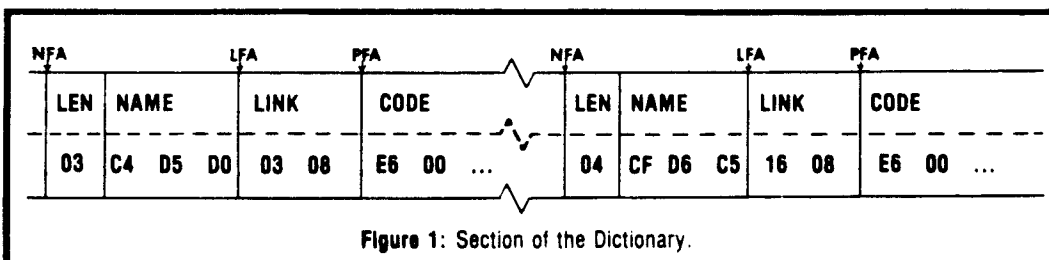 NFA LFA PFA NFA LFA PFA
LEN NAME LINK CODE LEN NAME LINK CODE
03 C4 D5 D0 03 08 E6 00 ... 04 CF D6 C5 16 08 E6 00 ...
Figure 1: Section of the Dictionary.